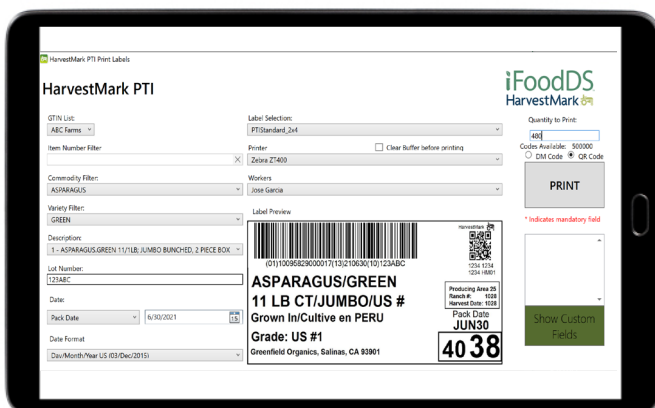 HarvestMark PTI Print Labels
HarvestMark PTI
iFoodDS
HarvestMark
GTIN List:
ABC Farms
Item Number Filter
Commodity Filter:
ASPARAGUS
Variety Filter:
GREEN
Description:
1 - ASPARAGUS.GREEN 11/1LB; JUMBO BUNCHED, 2 PIECE BOX
Lot Number:
123ABC
Date:
Pack Date
6/30/2021
15
Date Format
Day/Month/Year US (03/Dec/2015)
Label Selection:
PTIStandard_2x4
Printer
Clear Buffer before printing
Zebra ZT400
Workers
Jose Garcia
Label Preview
HarvestMark
(01)10095829000017(13)210630(10)123ABC
1234 1234
1234 HM01
ASPARAGUS/GREEN
11 LB CT/JUMBO/US #
Grown In/Cultive en PERU
Grade: US #1
Greenfield Organics, Salinas, CA 93901
Producing Area 25
Ranch #: 1028
Harvest Date: 1028
Pack Date
JUN30
4038
Quantity to Print:
480
Codes Available: 500000
DM Code
QR Code
PRINT
* Indicates mandatory field
Show Custom
Fields